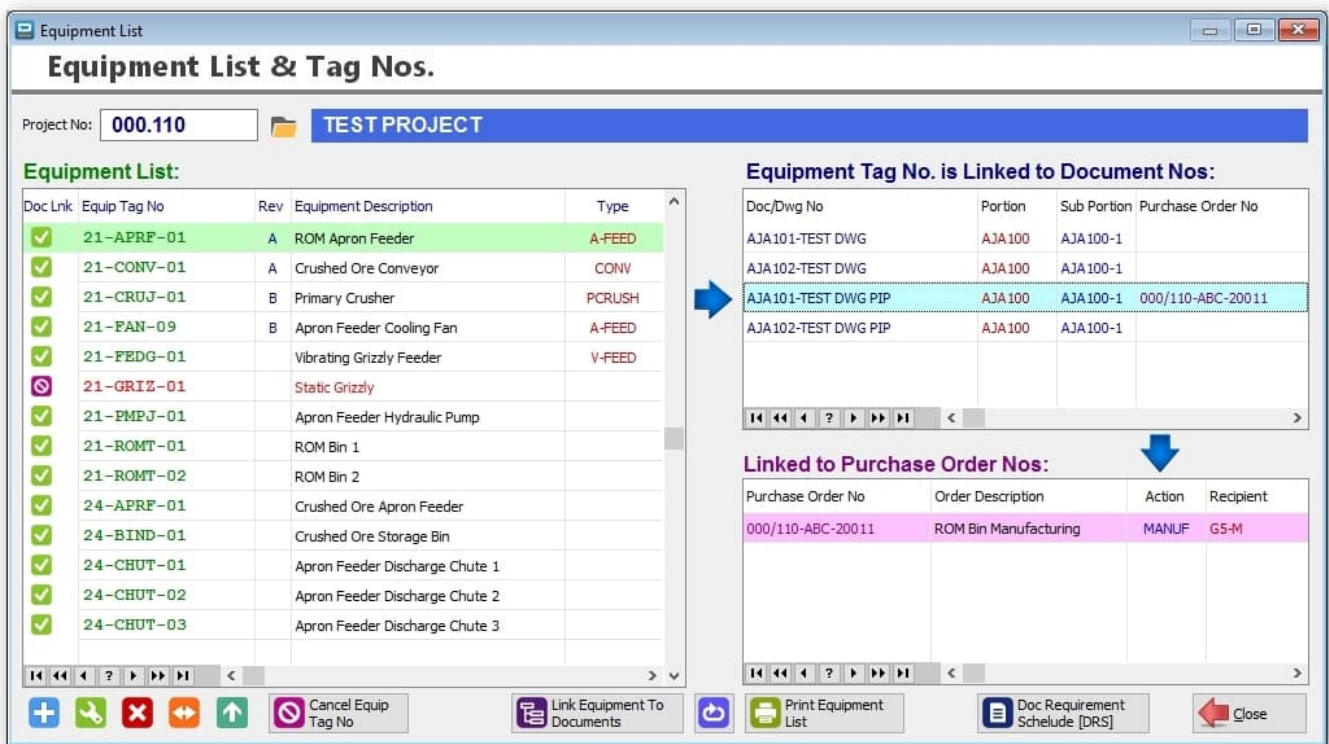 Equipment List
Equipment List & Tag Nos.
Project No: 000.110 TEST PROJECT
Equipment List:
Doc Lnk Equip Tag No Rev Equipment Description Type
21-APRF-01 A ROM Apron Feeder A-FEED
21-CONV-01 A Crushed Ore Conveyor CONV
21-CRUJ-01 B Primary Crusher PCRUSH
21-FAN-09 B Apron Feeder Cooling Fan A-FEED
21-FEDG-01 Vibrating Grizzly Feeder V-FEED
21-GRIZ-01 Static Grizzly
21-PMPJ-01 Apron Feeder Hydraulic Pump
21-ROMT-01 ROM Bin 1
21-ROMT-02 ROM Bin 2
24-APRF-01 Crushed Ore Apron Feeder
24-BIND-01 Crushed Ore Storage Bin
24-CHUT-01 Apron Feeder Discharge Chute 1
24-CHUT-02 Apron Feeder Discharge Chute 2
24-CHUT-03 Apron Feeder Discharge Chute 3
?
Equipment Tag No. is Linked to Document Nos:
Doc/Dwg No Portion Sub Portion Purchase Order No
AJA101-TEST DWG AJA100 AJA100-1
AJA102-TEST DWG AJA100 AJA100-1
AJA101-TEST DWG PIP AJA100 AJA100-1 000/110-ABC-20011
AJA102-TEST DWG PIP AJA100 AJA100-1
?
Linked to Purchase Order Nos:
Purchase Order No Order Description Action Recipient
000/110-ABC-20011 ROM Bin Manufacturing MANUF G5-M
?
Cancel Equip
Tag No
Link Equipment To
Documents
Print Equipment
List
Doc Requirement
Schelude [DRS]
Close